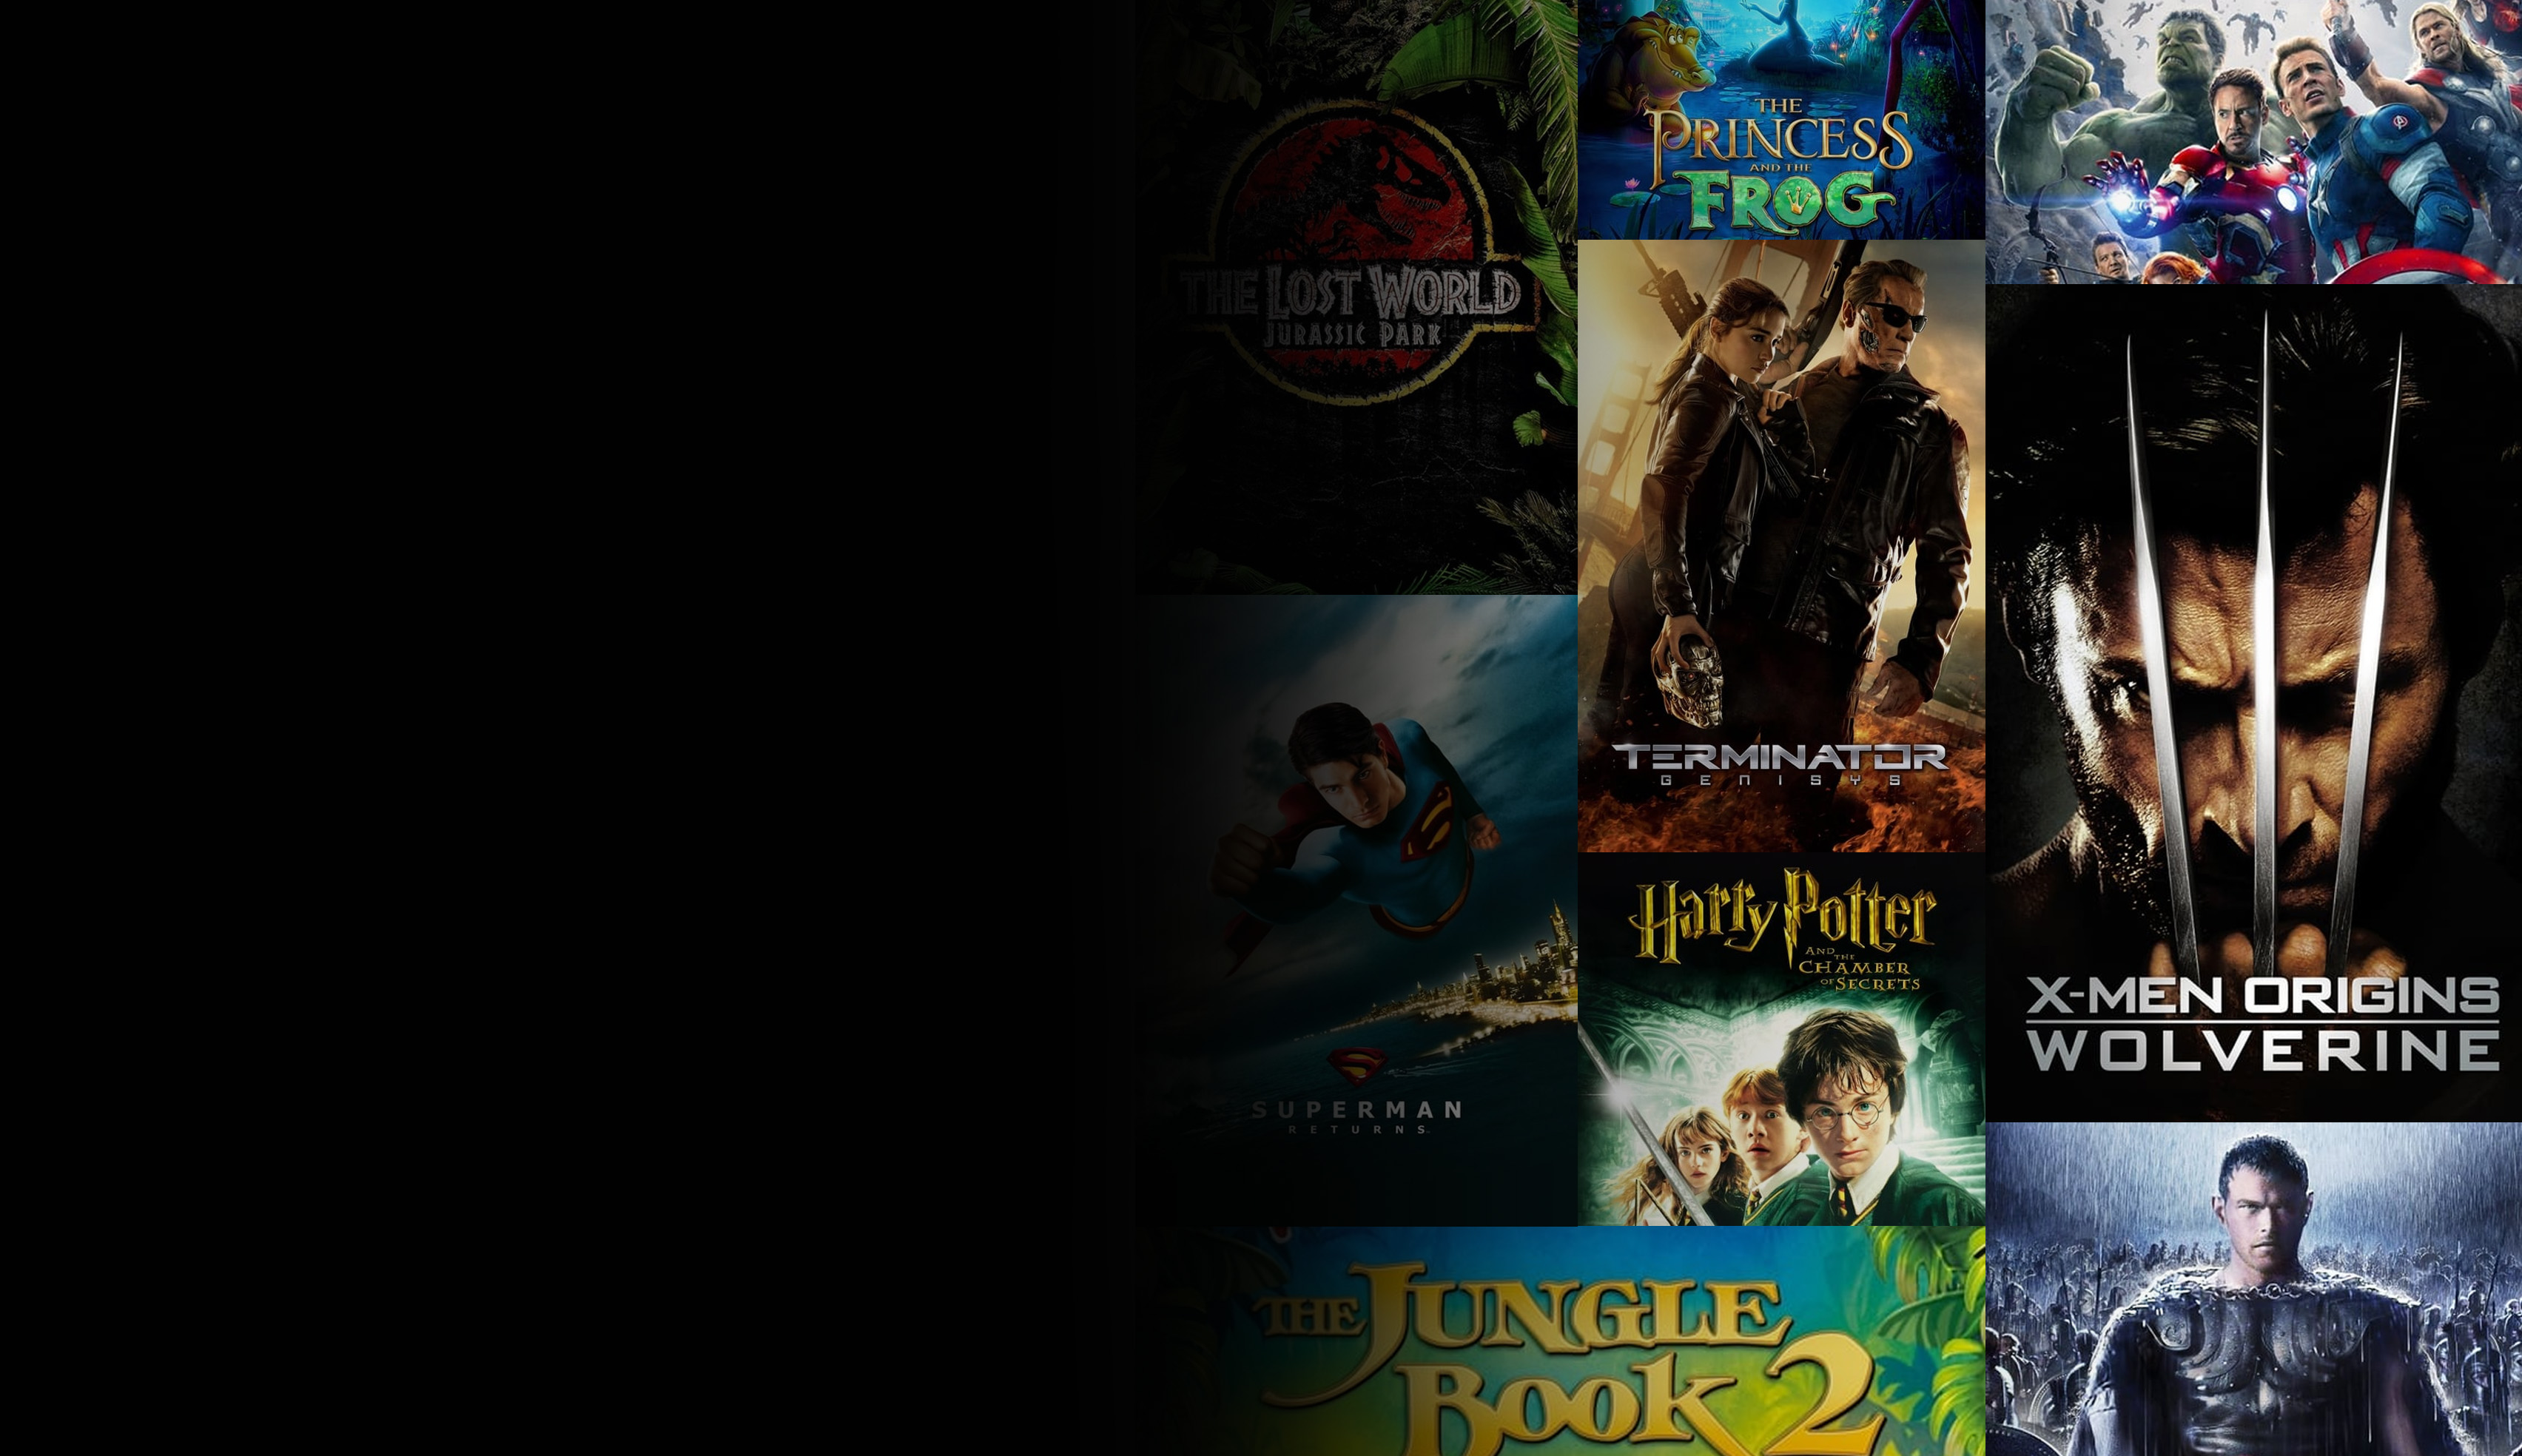 THE LOST WORLD
JURASSIC PARK
THE
PRINCESS
AND THE
FROG
TERMINATOR
GENISYS
SUPERMAN
RETURNS
Harry Potter
AND THE
CHAMBER
OF SECRETS
X-MEN ORIGINS
WOLVERINE
THE JUNGLE
BOOK 2